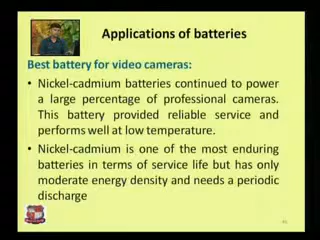 Applications of batteries
Best battery for video cameras:
• Nickel-cadmium batteries continued to power
a large percentage of professional cameras.
This battery provided reliable service and
performs well at low temperature.
• Nickel-cadmium is one of the most enduring
batteries in terms of service life but has only
moderate energy density and needs a periodic
discharge